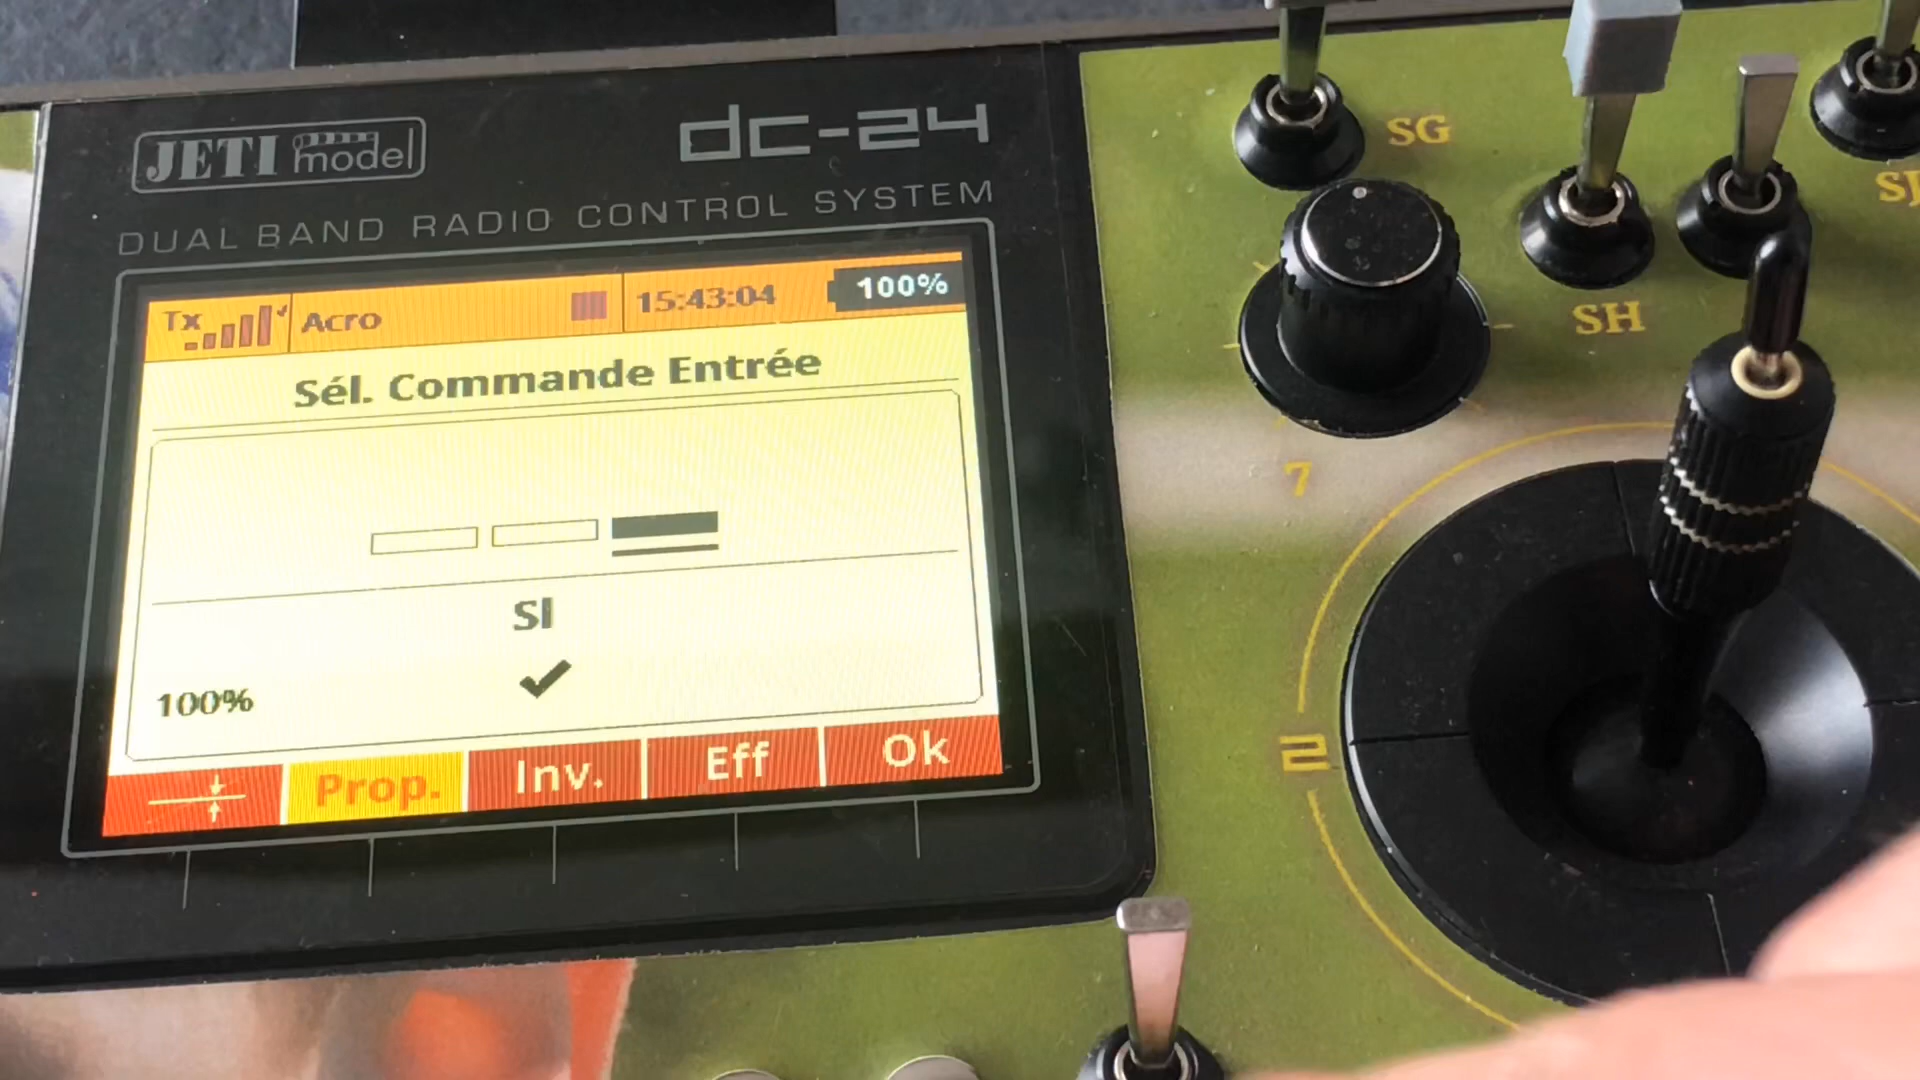 JETI model
dc-24
DUAL BAND RADIO CONTROL SYSTEM
Tx Acro 15:43:04 100%
Sél. Commande Entrée
SI
100%
Prop. Inv. Eff Ok
SG
SH
SJ
7
2